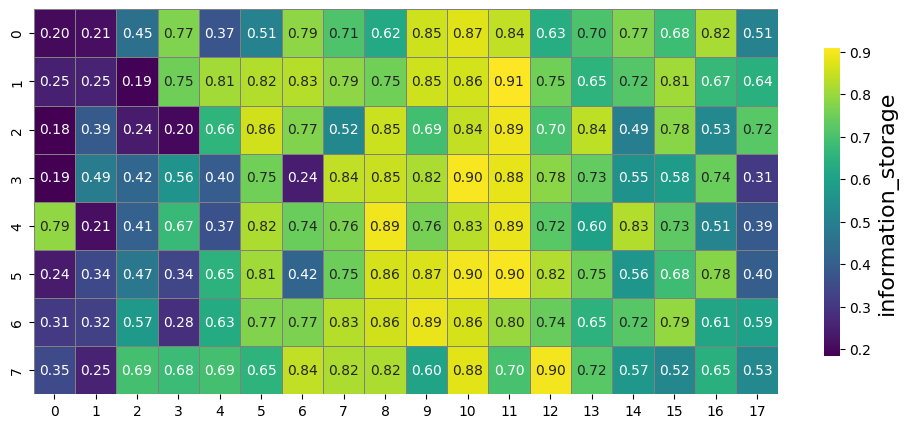 0 0.20 0.21 0.45 0.77 0.37 0.51 0.79 0.71 0.62 0.85 0.87 0.84 0.63 0.70 0.77 0.68 0.82 0.51
1 0.25 0.25 0.19 0.75 0.81 0.82 0.83 0.79 0.75 0.85 0.86 0.91 0.75 0.65 0.72 0.81 0.67 0.64
2 0.18 0.39 0.24 0.20 0.66 0.86 0.77 0.52 0.85 0.69 0.84 0.89 0.70 0.84 0.49 0.78 0.53 0.72
3 0.19 0.49 0.42 0.56 0.40 0.75 0.24 0.84 0.85 0.82 0.90 0.88 0.78 0.73 0.55 0.58 0.74 0.31
4 0.79 0.21 0.41 0.67 0.37 0.82 0.74 0.76 0.89 0.76 0.83 0.89 0.72 0.60 0.83 0.73 0.51 0.39
5 0.24 0.34 0.47 0.34 0.65 0.81 0.42 0.75 0.86 0.87 0.90 0.90 0.82 0.75 0.56 0.68 0.78 0.40
6 0.31 0.32 0.57 0.28 0.63 0.77 0.77 0.83 0.86 0.89 0.86 0.80 0.74 0.65 0.72 0.79 0.61 0.59
7 0.35 0.25 0.69 0.68 0.69 0.65 0.84 0.82 0.82 0.60 0.88 0.70 0.90 0.72 0.57 0.52 0.65 0.53
0 1 2 3 4 5 6 7 8 9 10 11 12 13 14 15 16 17
0.9
0.8
0.7
0.6
0.5
0.4
0.3
0.2
information_storage